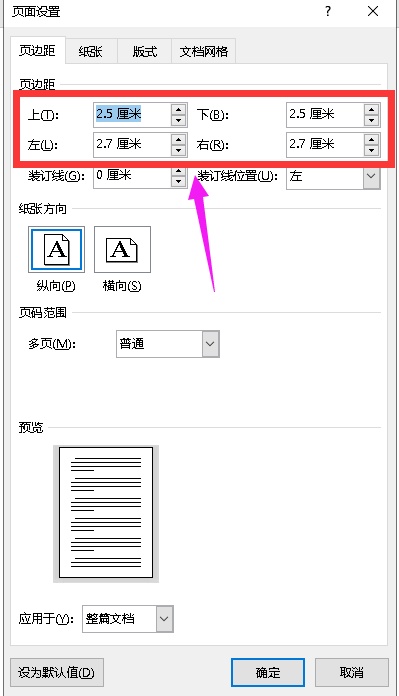 页面设置 ? ×
页边距 纸张 版式 文档网格
页边距
上(T): 2.5 厘米 下(B): 2.5 厘米
左(L): 2.7 厘米 右(R): 2.7 厘米
装订线(G): 0 厘米 装订线位置(U): 左
纸张方向
A A
纵向(P) 横向(S)
页码范围
多页(M): 普通
预览
应用于(Y): 整篇文档
设为默认值(D) 确定 取消